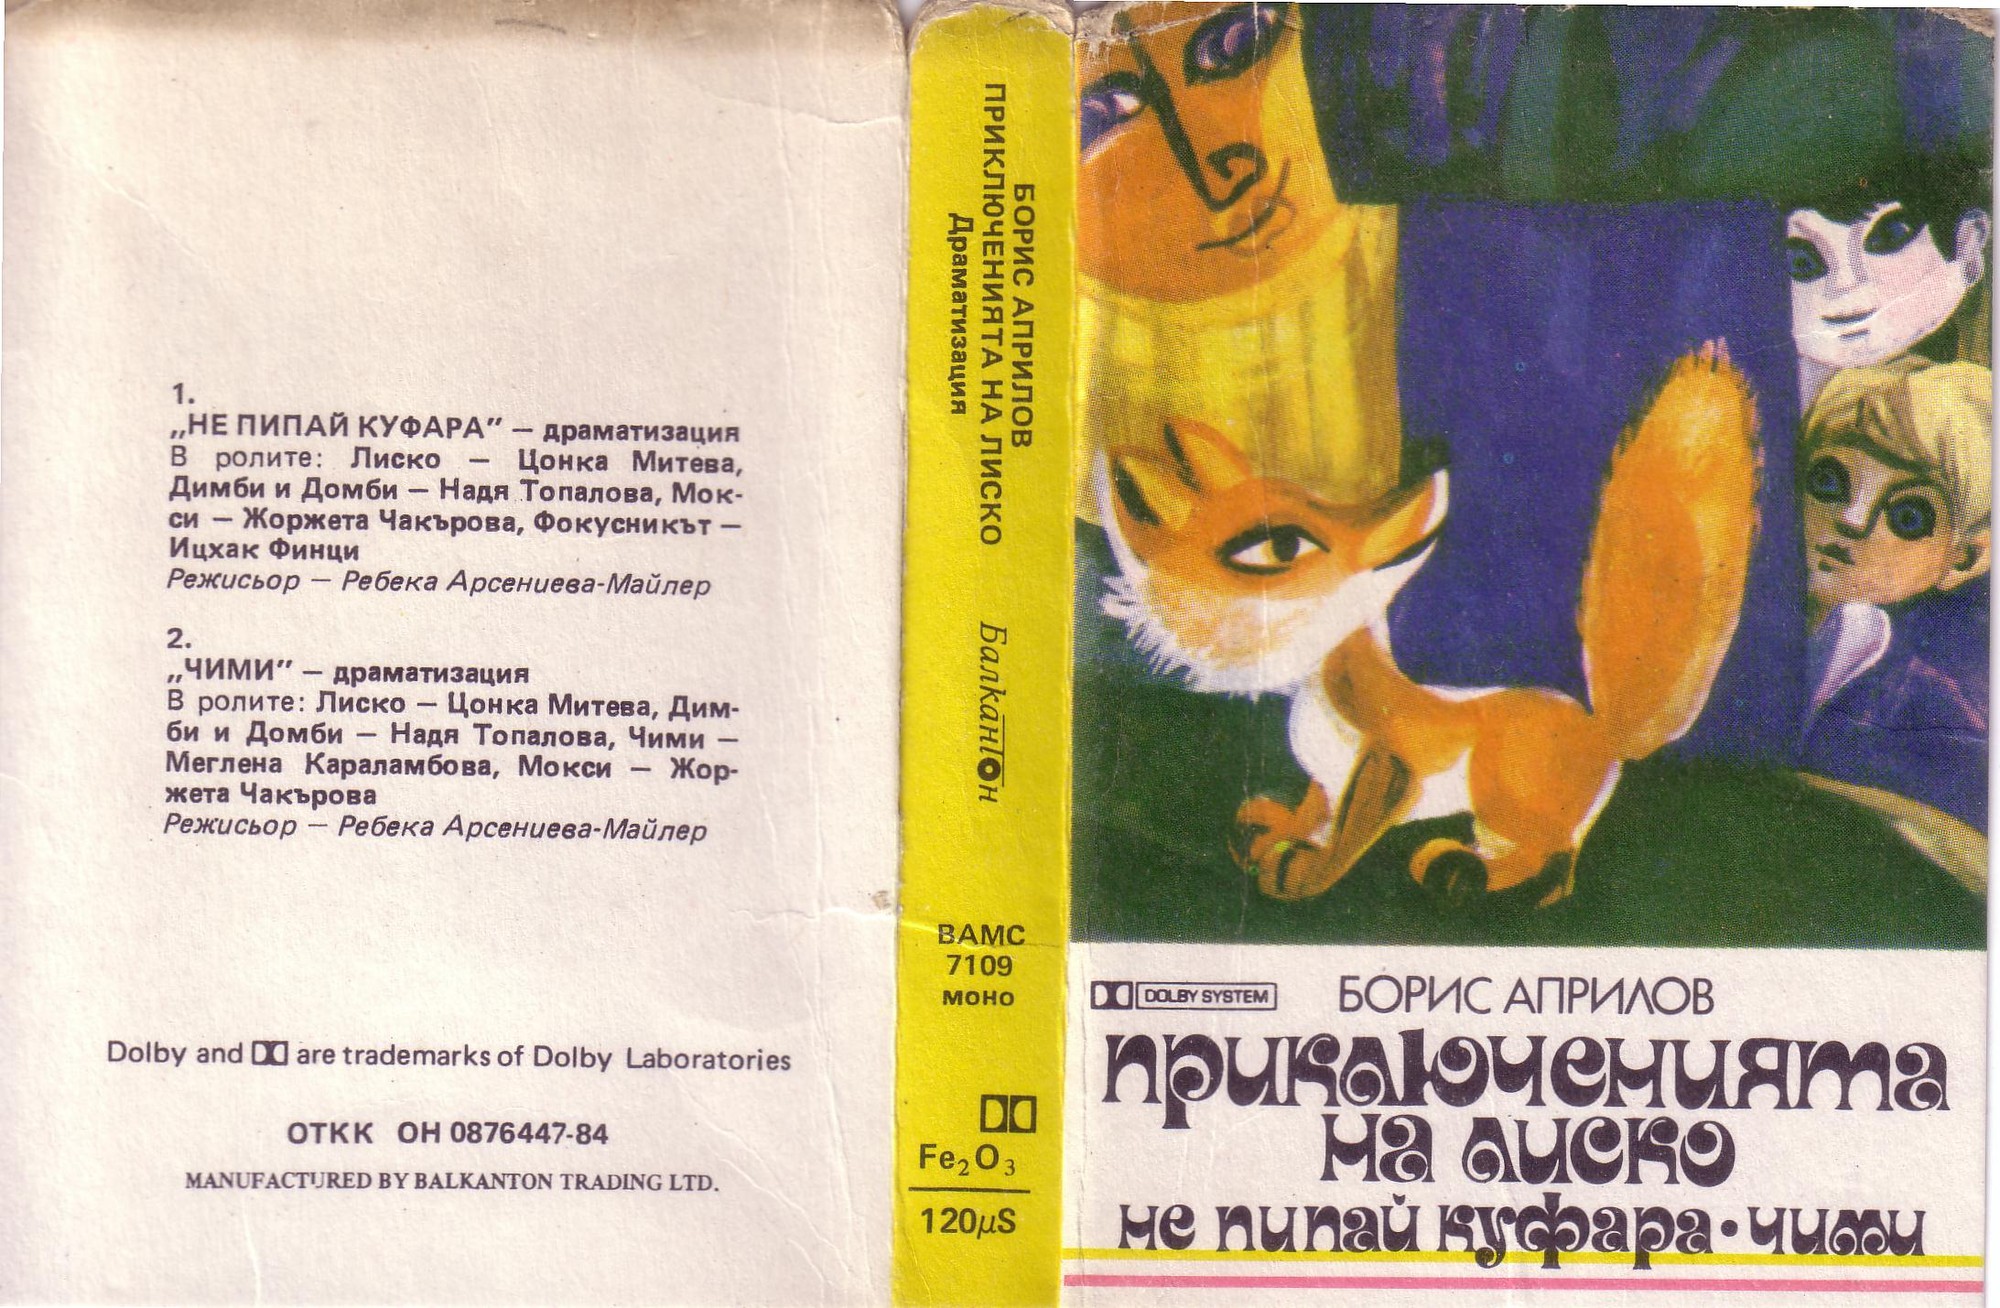 1.
„НЕ ПИПАЙ КУФАРА” — драматизация
В ролите: Лиско — Цонка Митева,
Димби и Домби — Надя Топалова, Мок-
си — Жоржета Чакърова, Фокусникът —
Ицхак Финци
Режисьор — Ребека Арсениева-Майлер
2.
„ЧИМИ” — драматизация
В ролите: Лиско — Цонка Митева, Дим-
би и Домби — Надя Топалова, Чими —
Меглена Караламбова, Мокси — Жор-
жета Чакърова
Режисьор — Ребека Арсениева-Майлер
Dolby and are trademarks of Dolby Laboratories
ОТКК ОН 0876447-84
MANUFACTURED BY BALKANTON TRADING LTD.
БОРИС АПРИЛОВ
ПРИКЛЮЧЕНИЯТА НА ЛИСКО
Драматизация
Балкантон
ВАМС
7109
моно
Fe₂O₃
120μS
DOLBY SYSTEM
БОРИС АПРИЛОВ
приключенията
на лиско
не пипай куфара • чими